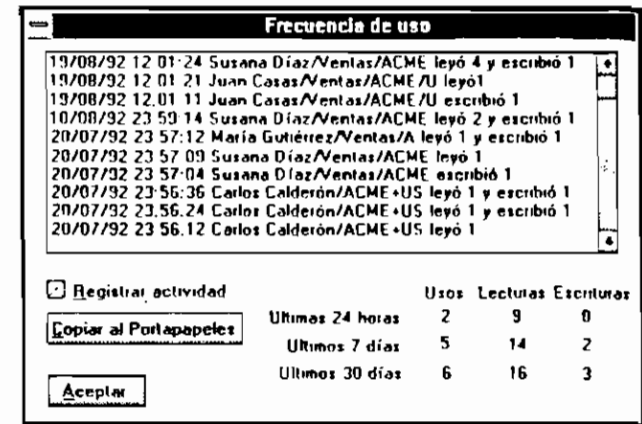 Frecuencia de uso
19/08/92 12 01:24 Susana Díaz/Ventas/ACME leyó 4 y escribió 1
19/08/92 12 01 21 Juan Casas/Ventas/ACME/U leyó1
19/08/92 12.01 11 Juan Casas/Ventas/ACME/U escribió 1
10/08/92 23 59 14 Susana Díaz/Ventas/ACME leyó 2 y escribió 1
20/07/92 23 57:12 María Gutiérrez/Ventas/A leyó 1 y escribió 1
20/07/92 23 57 09 Susana Díaz/Ventas/ACME leyó 1
20/07/92 23 57:04 Susana Díaz/Ventas/ACME escribió 1
20/07/92 23:56:36 Carlos Calderón/ACME+US leyó 1 y escribió 1
20/07/92 23.56.24 Carlos Calderón/ACME+US leyó 1 y escribió 1
20/07/92 23 56.12 Carlos Calderón/ACME+US leyó 1
Registrar actividad
Usos Lecturas Escrituras
Copiar al Portapapeles
Ultimas 24 horas 2 9 0
Ultimos 7 días 5 14 2
Ultimos 30 días 6 16 3
Aceptar